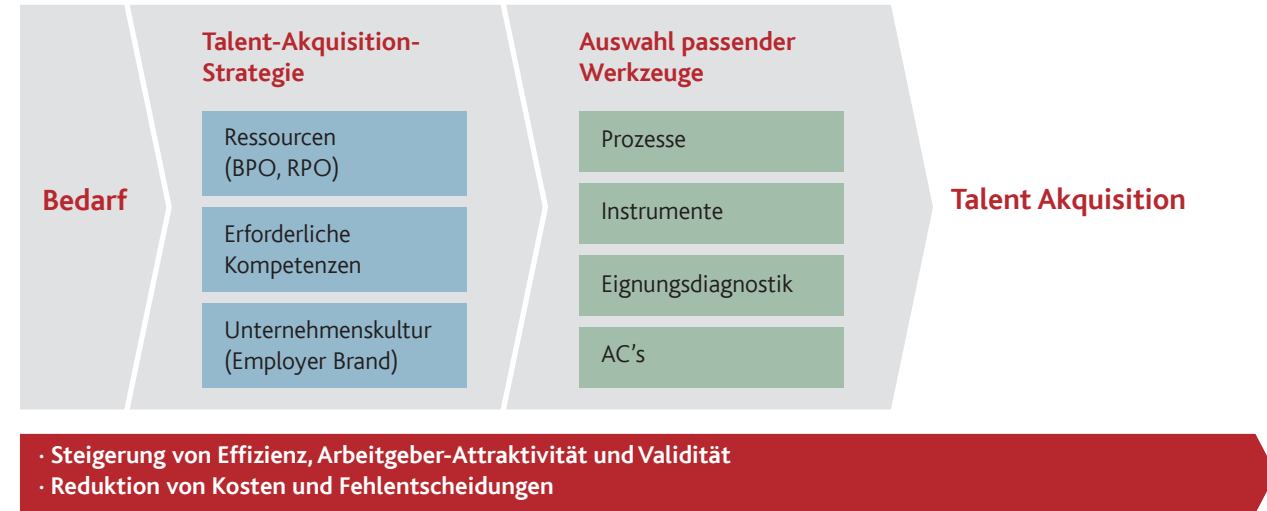 Bedarf
Talent-Akquisition-
Strategie
Ressourcen
(BPO, RPO)
Erforderliche
Kompetenzen
Unternehmenskultur
(Employer Brand)
Auswahl passender
Werkzeuge
Prozesse
Instrumente
Eignungsdiagnostik
AC’s
Talent Akquisition
· Steigerung von Effizienz, Arbeitgeber-Attraktivität und Validität
· Reduktion von Kosten und Fehlentscheidungen